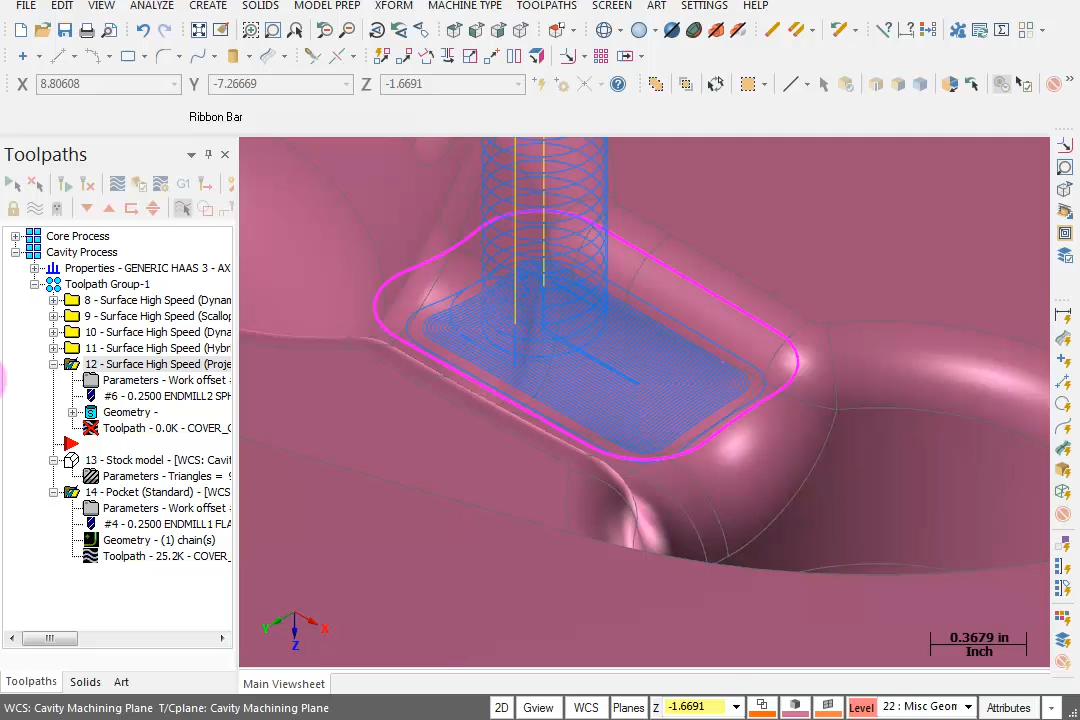 FILE EDIT VIEW ANALYZE CREATE SOLIDS MODEL PREP XFORM MACHINE TYPE TOOLPATHS SCREEN ART SETTINGS HELP
X 8.80608 Y -7.26669 Z -1.6691
Ribbon Bar
Toolpaths
G1
Core Process
Cavity Process
Properties - GENERIC HAAS 3 - AX
Toolpath Group-1
8 - Surface High Speed (Dynam
9 - Surface High Speed (Scallop
10 - Surface High Speed (Dyna
11 - Surface High Speed (Hybri
12 - Surface High Speed (Proje
Parameters - Work offset
#6 - 0.2500 ENDMILL2 SPH
Geometry -
Toolpath - 0.0K - COVER_C
13 - Stock model - [WCS: Cavit
Parameters - Triangles =
14 - Pocket (Standard) - [WCS
Parameters - Work offset
#4 - 0.2500 ENDMILL1 FLA
Geometry - (1) chain(s)
Toolpath - 25.2K - COVER_
Y X Z
0.3679 in
Inch
Toolpaths Solids Art
Main Viewsheet
WCS: Cavity Machining Plane T/Cplane: Cavity Machining Plane 2D Gview WCS Planes Z -1.6691 Level 22 : Misc Geom Attributes